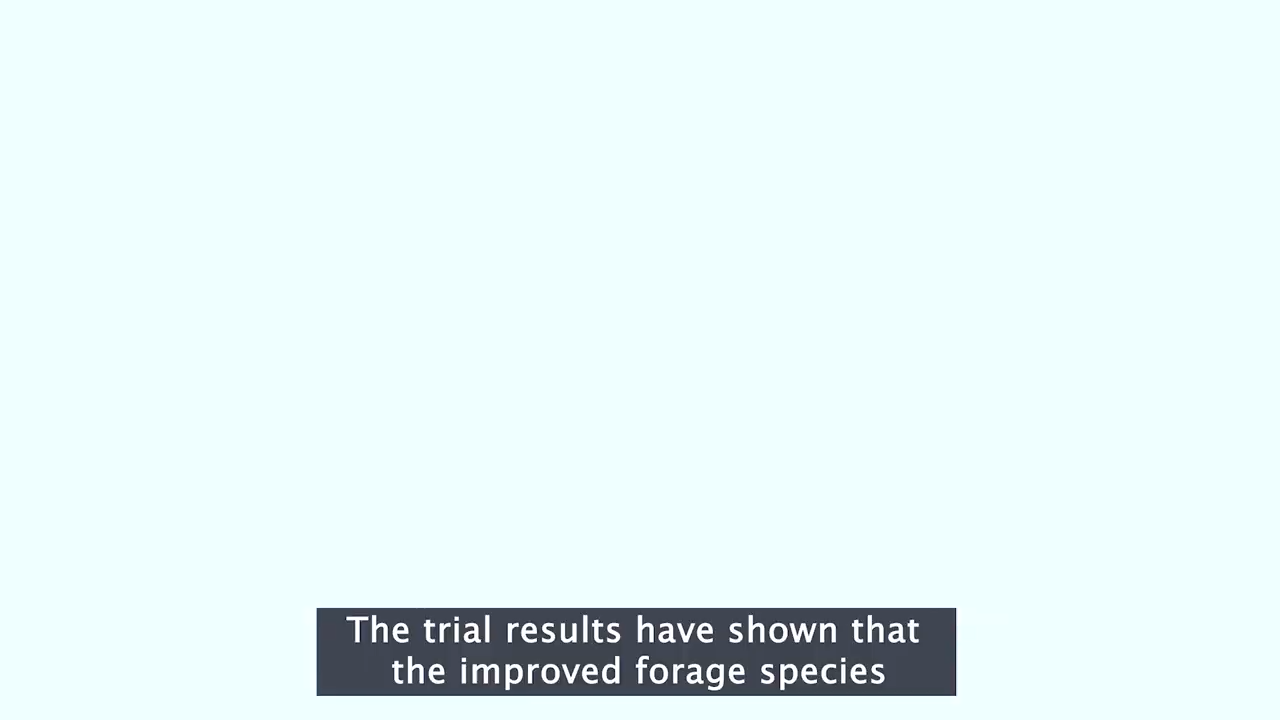 The trial results have shown that
the improved forage species